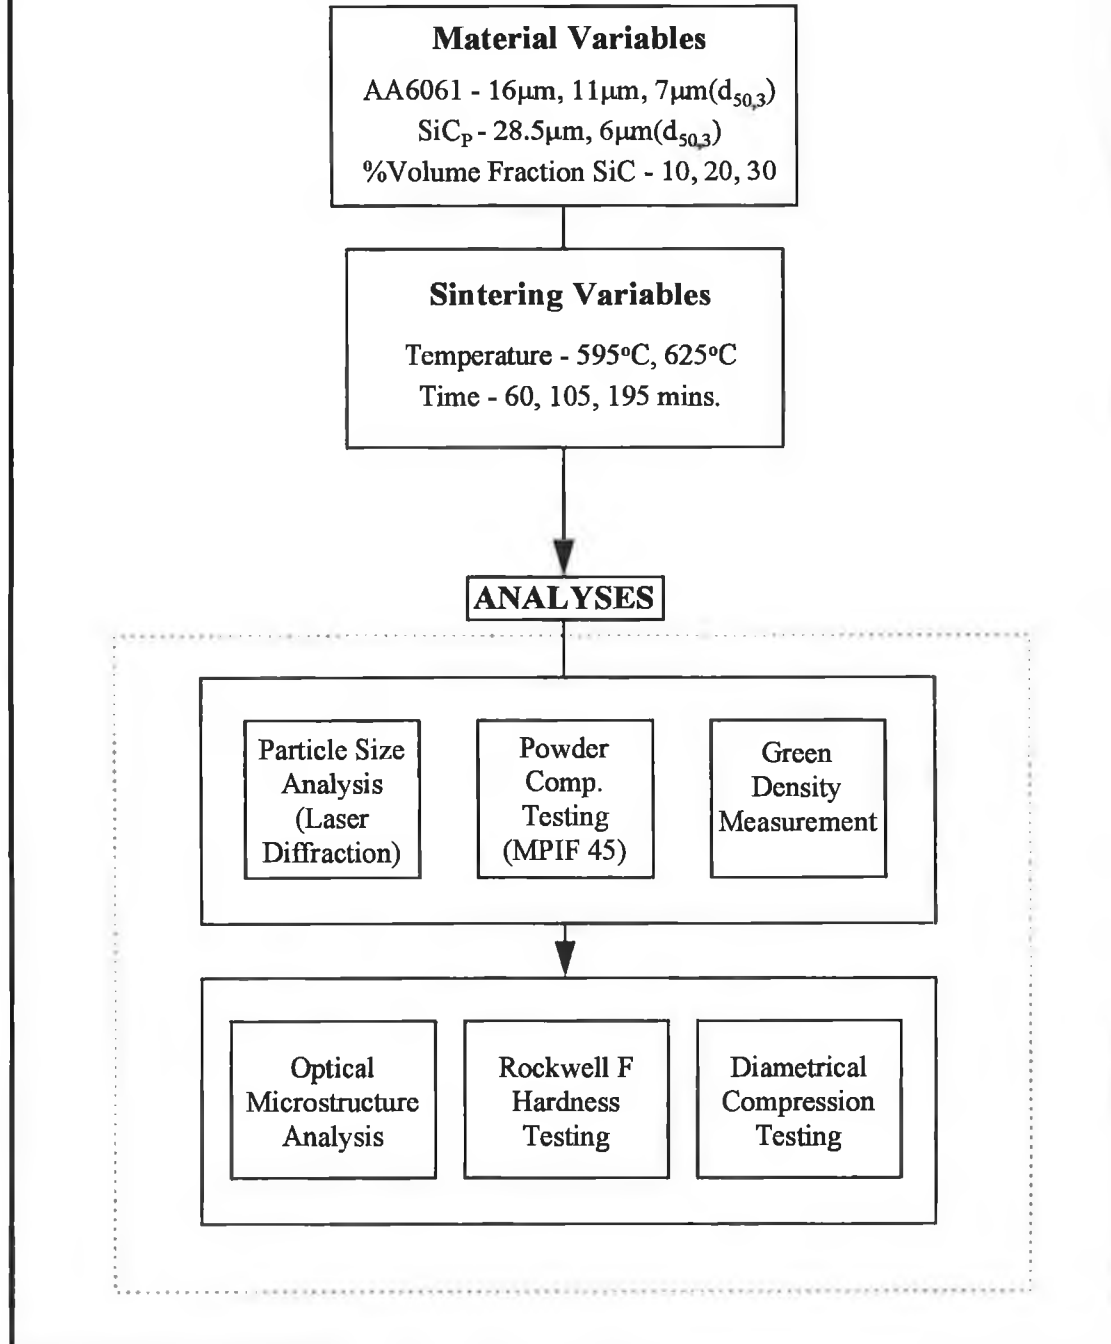 Material Variables
AA6061 - 16µm, 11µm, 7µm(d50,3)
SiCP - 28.5µm, 6µm(d50,3)
%Volume Fraction SiC - 10, 20, 30
Sintering Variables
Temperature - 595ºC, 625ºC
Time - 60, 105, 195 mins.
ANALYSES
Particle Size
Analysis
(Laser
Diffraction)
Powder
Comp.
Testing
(MPIF 45)
Green
Density
Measurement
Optical
Microstructure
Analysis
Rockwell F
Hardness
Testing
Diametrical
Compression
Testing